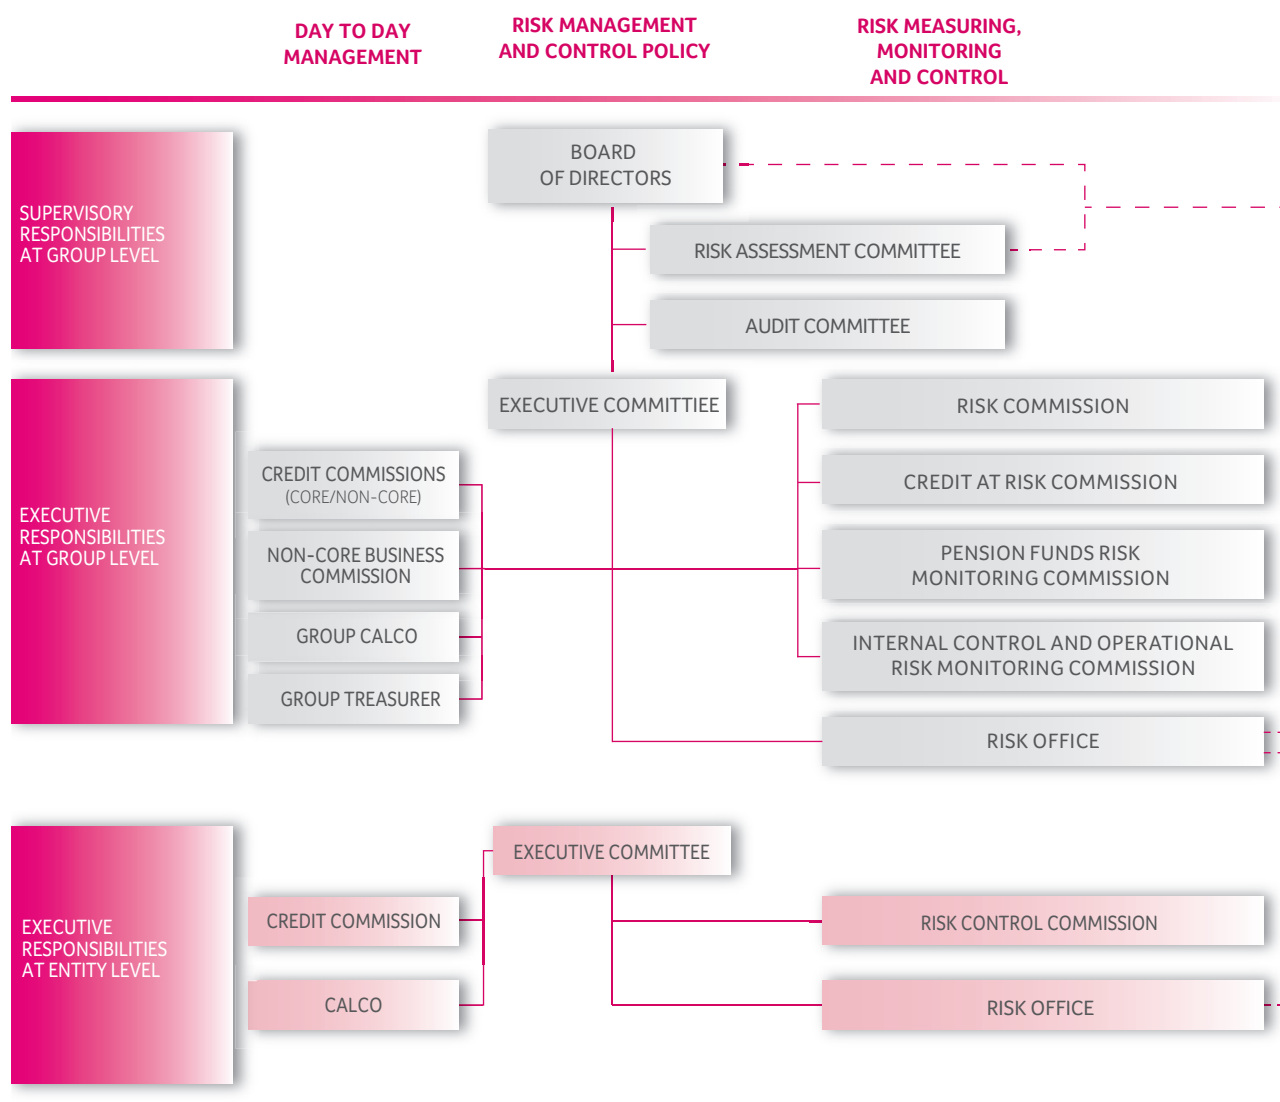 DAY TO DAY
MANAGEMENT
RISK MANAGEMENT
AND CONTROL POLICY
RISK MEASURING,
MONITORING
AND CONTROL
SUPERVISORY
RESPONSIBILITIES
AT GROUP LEVEL
BOARD
OF DIRECTORS
RISK ASSESSMENT COMMITTEE
AUDIT COMMITTEE
EXECUTIVE
RESPONSIBILITIES
AT GROUP LEVEL
EXECUTIVE COMMITTIEE
CREDIT COMMISSIONS
(CORE/NON-CORE)
NON-CORE BUSINESS
COMMISSION
GROUP CALCO
GROUP TREASURER
RISK COMMISSION
CREDIT AT RISK COMMISSION
PENSION FUNDS RISK
MONITORING COMMISSION
INTERNAL CONTROL AND OPERATIONAL
RISK MONITORING COMMISSION
RISK OFFICE
EXECUTIVE
RESPONSIBILITIES
AT ENTITY LEVEL
EXECUTIVE COMMITTEE
CREDIT COMMISSION
CALCO
RISK CONTROL COMMISSION
RISK OFFICE